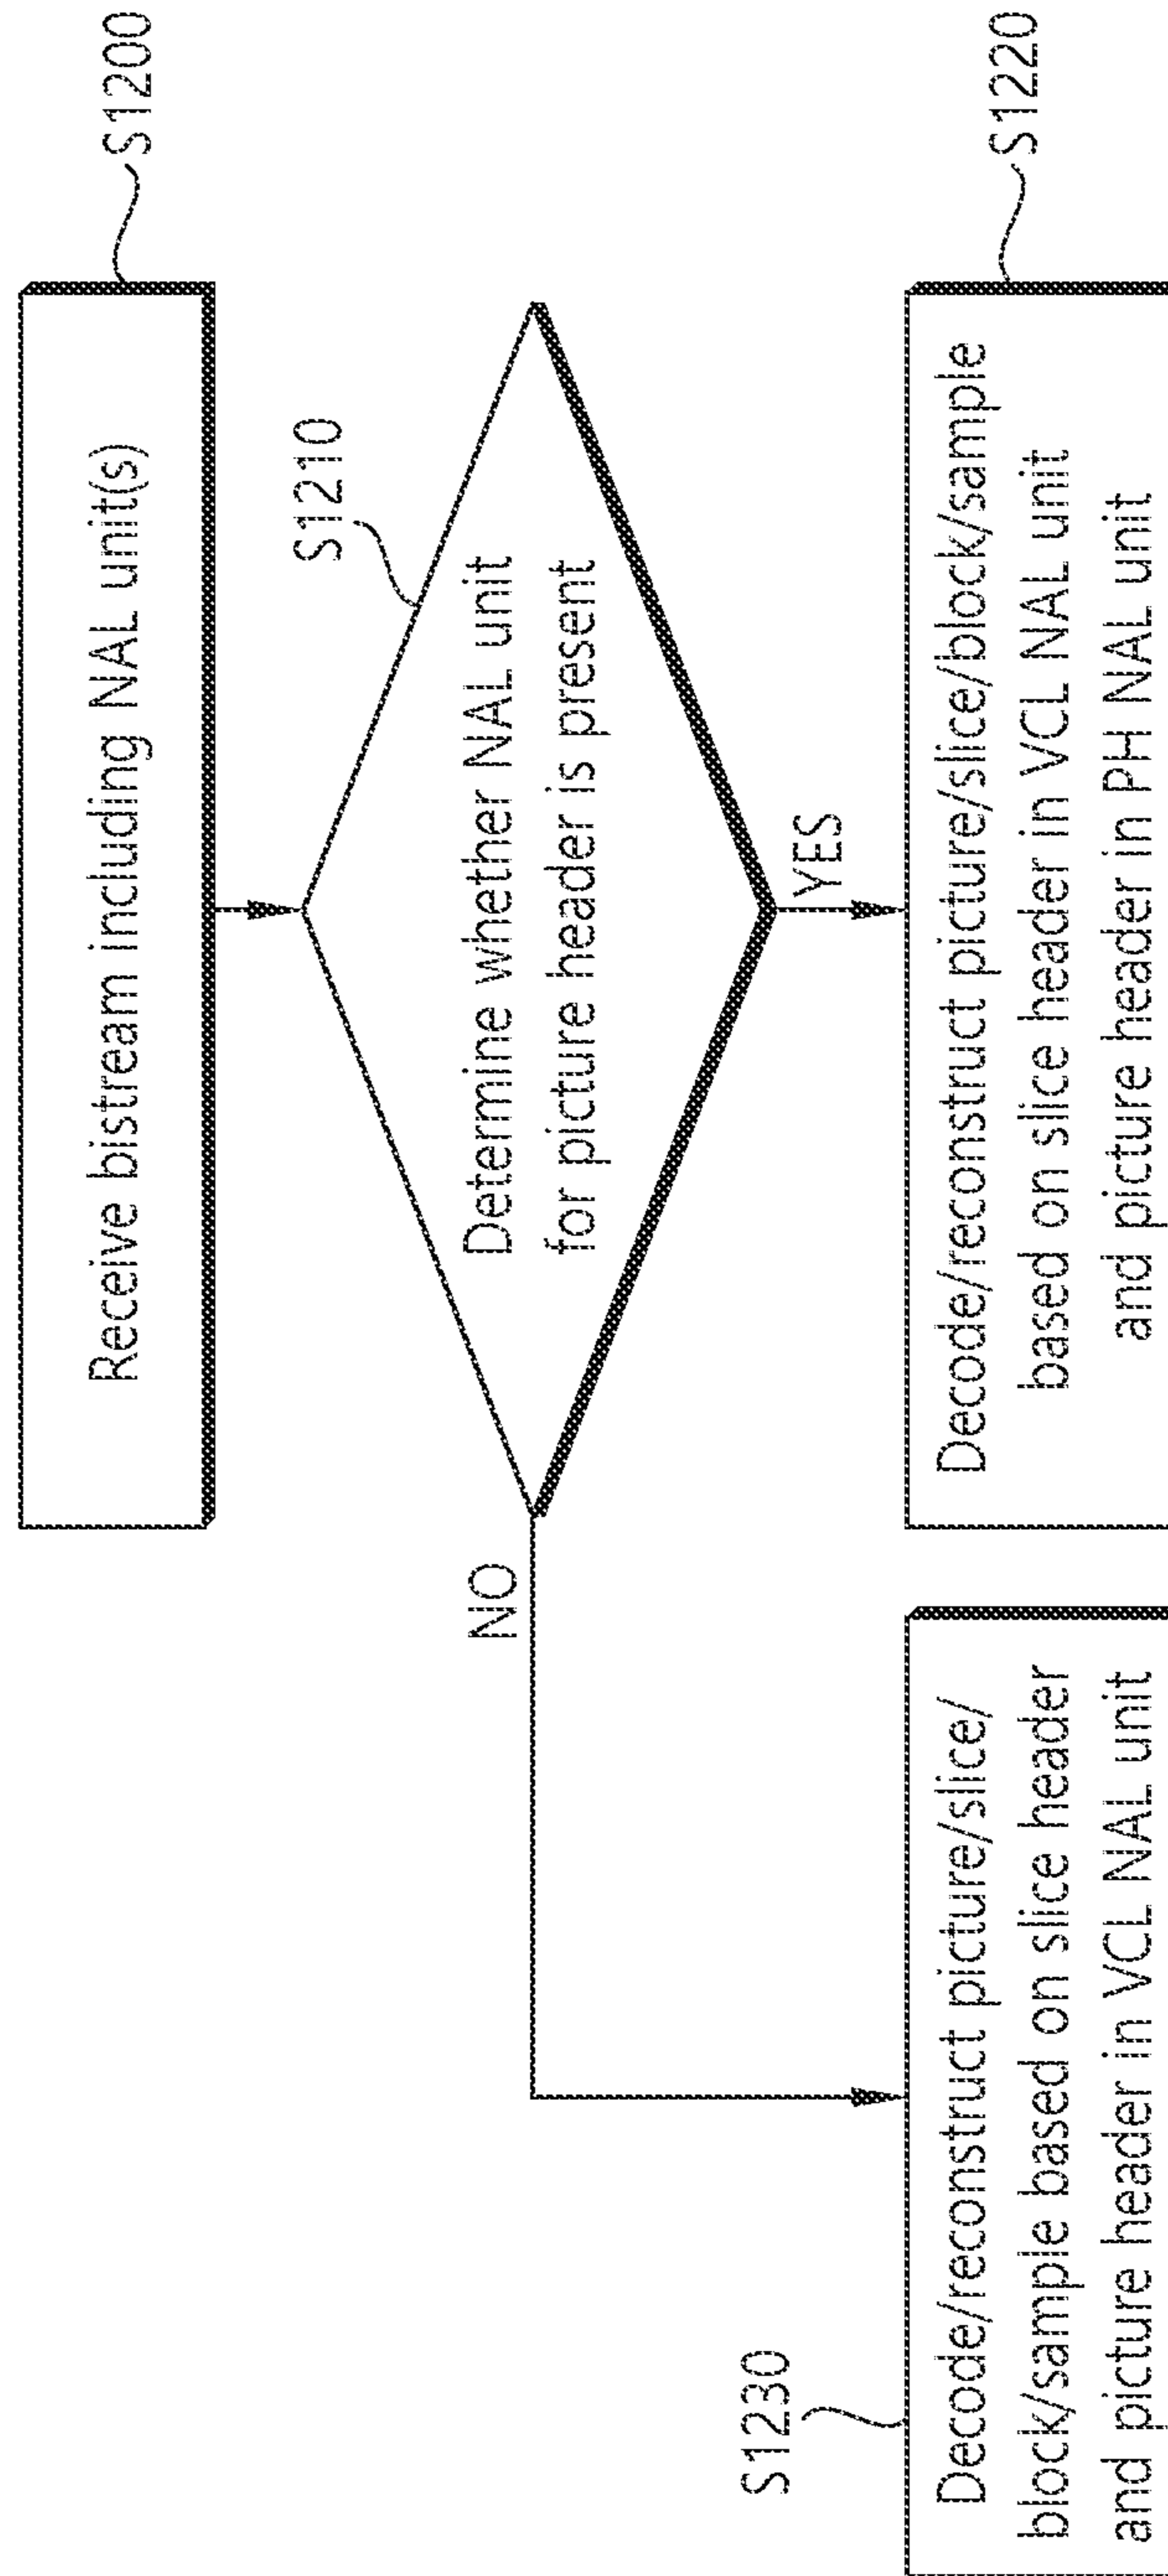 Receive bistream including NAL unit(s)
S1200
S1210
Determine whether NAL unit
for picture header is present
NO
YES
S1230
Decode/reconstruct picture/slice/
block/sample based on slice header
and picture header in VCL NAL unit
Decode/reconstruct picture/slice/block/sample
based on slice header in VCL NAL unit
and picture header in PH NAL unit
S1220